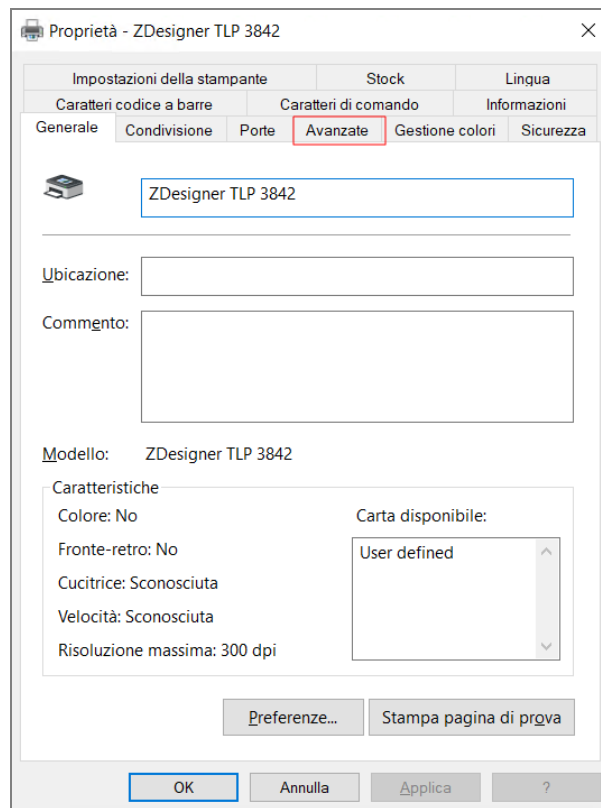 Proprietà - ZDesigner TLP 3842
Impostazioni della stampante Stock Lingua
Caratteri codice a barre Caratteri di comando Informazioni
Generale Condivisione Porte Avanzate Gestione colori Sicurezza
ZDesigner TLP 3842
Ubicazione:
Commento:
Modello: ZDesigner TLP 3842
Caratteristiche
Colore: No Carta disponibile:
Fronte-retro: No User defined
Cucitrice: Sconosciuta
Velocità: Sconosciuta
Risoluzione massima: 300 dpi
Preferenze... Stampa pagina di prova
OK Annulla Applica ?